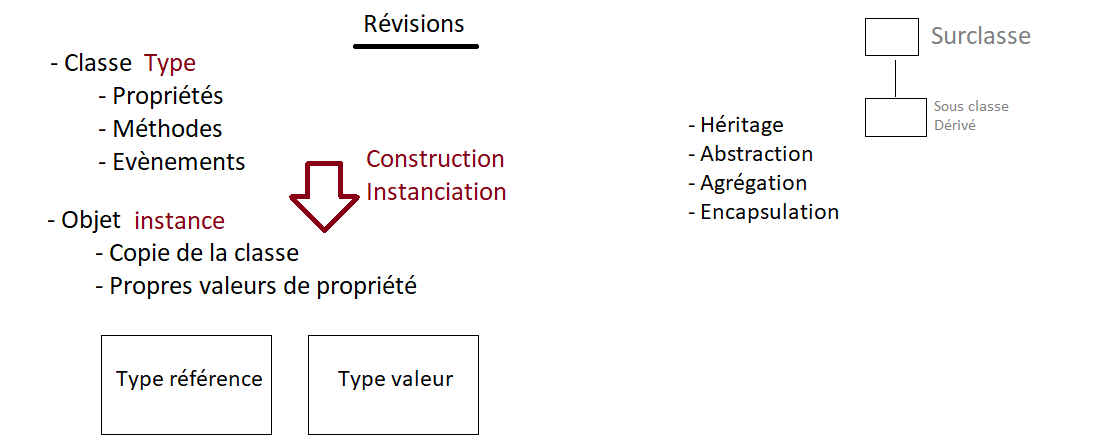 Révisions
- Classe Type
- Propriétés
- Méthodes
- Evènements
Construction
Instanciation
- Objet instance
- Copie de la classe
- Propres valeurs de propriété
Type référence
Type valeur
Surclasse
Sous classe
Dérivé
- Héritage
- Abstraction
- Agrégation
- Encapsulation